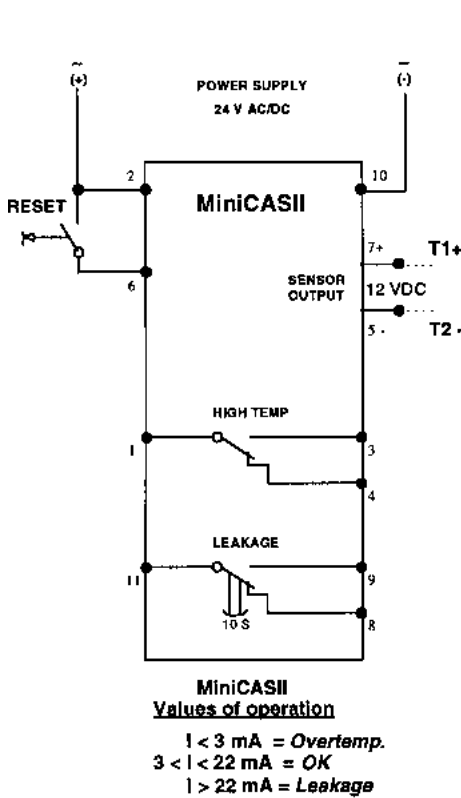 ~ −
(+) (-)
POWER SUPPLY
24 V AC/DC
2 10
RESET MiniCASII
7+ T1+
6 SENSOR
OUTPUT 12 VDC
5 - T2 -
HIGH TEMP
1 3
4
LEAKAGE
11 9
10 S 8
MiniCASII
Values of operation
I < 3 mA = Overtemp.
3 < I < 22 mA = OK
I > 22 mA = Leakage